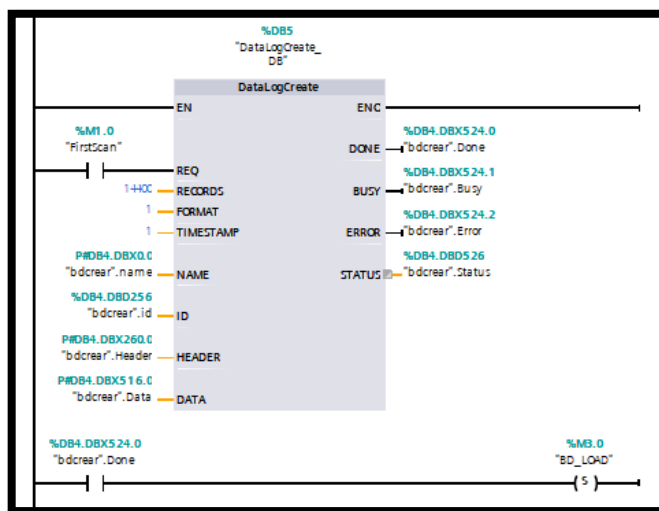 %DB5
"DataLogCreate_
DB"
DataLogCreate
EN ENO
%M1.0
"FirstScan"
REQ
RECORDS
1
FORMAT
1
TIMESTAMP
P#DB4.DBX0.0
"bdcrear".name
NAME
%DB4.DBD256
"bdcrear".id
ID
P#DB4.DBX260.0
"bdcrear".Header
HEADER
P#DB4.DBX516.0
"bdcrear".Data
DATA
%DB4.DBX524.0
DONE
"bdcrear".Done
%DB4.DBX524.1
BUSY
"bdcrear".Busy
%DB4.DBX524.2
ERROR
"bdcrear".Error
%DB4.DBD526
STATUS
"bdcrear".Status
%DB4.DBX524.0
"bdcrear".Done
%M3.0
"BD_LOAD"
S